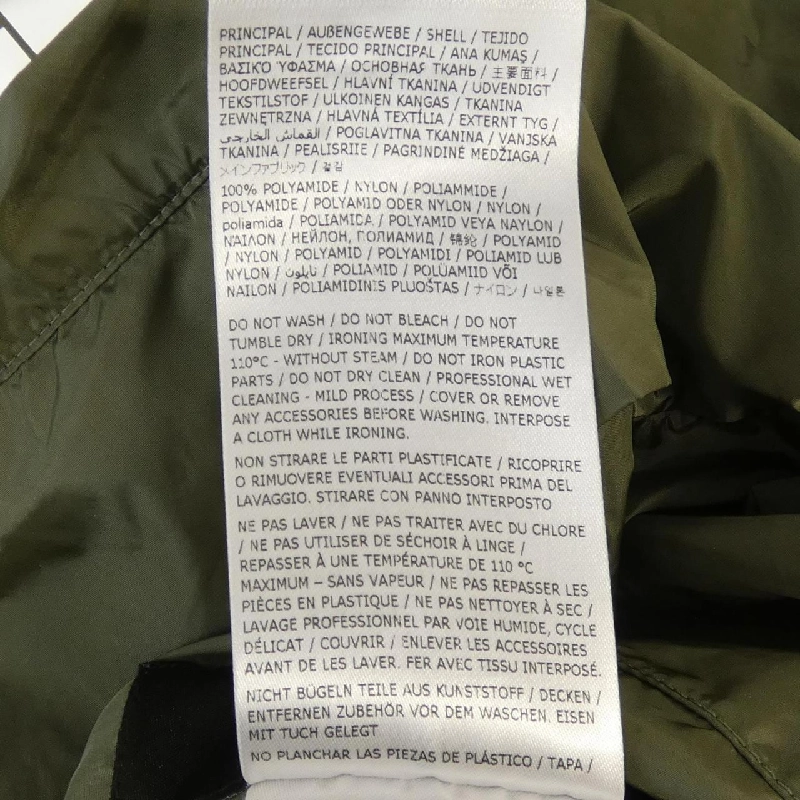 PRINCIPAL / AUßENGEWEBE / SHELL / TEJIDO
PRINCIPAL / TECIDO PRINCIPAL / ANA KUMAŞ /
ΒΑΣΙΚΌ ΎΦΑΣΜΑ / ОСНОВНАЯ ТКАНЬ / 主要面料 /
HOOFDWEEFSEL / HLAVNÍ TKANINA / UDVENDIGT
TEKSTILSTOF / ULKOINEN KANGAS / TKANINA
ZEWNĘTRZNA / HLAVNÁ TEXTÍLIA / EXTERNT TYG /
القماش الخارجي / POGLAVITNA TKANINA / VANJSKA
TKANINA / PEALISRIIE / PAGRINDINĖ MEDŽIAGA /
メインファブリック / 겉감
100% POLYAMIDE / NYLON / POLIAMMIDE /
POLYAMIDE / POLYAMID ODER NYLON / NYLON /
poliamida / POLIAMIDA / POLYAMID VEYA NAYLON /
ΝΆΙΛΟΝ / НЕЙЛОН, ПОЛИАМИД / 锦纶 / POLYAMID
/ NYLON / POLYAMID / POLYAMIDI / POLIAMID LUB
NYLON / نايلون / POLIAMID / POLÜAMIID VÕI
NAILON / POLIAMIDINIS PLUOŠTAS / ナイロン / 나일론
DO NOT WASH / DO NOT BLEACH / DO NOT
TUMBLE DRY / IRONING MAXIMUM TEMPERATURE
110°C - WITHOUT STEAM / DO NOT IRON PLASTIC
PARTS / DO NOT DRY CLEAN / PROFESSIONAL WET
CLEANING - MILD PROCESS / COVER OR REMOVE
ANY ACCESSORIES BEFORE WASHING. INTERPOSE
A CLOTH WHILE IRONING.
NON STIRARE LE PARTI PLASTIFICATE / RICOPRIRE
O RIMUOVERE EVENTUALI ACCESSORI PRIMA DEL
LAVAGGIO. STIRARE CON PANNO INTERPOSTO
NE PAS LAVER / NE PAS TRAITER AVEC DU CHLORE
/ NE PAS UTILISER DE SÉCHOIR À LINGE /
REPASSER À UNE TEMPÉRATURE DE 110 °C
MAXIMUM – SANS VAPEUR / NE PAS REPASSER LES
PIÈCES EN PLASTIQUE / NE PAS NETTOYER À SEC /
LAVAGE PROFESSIONNEL PAR VOIE HUMIDE, CYCLE
DÉLICAT / COUVRIR / ENLEVER LES ACCESSOIRES
AVANT DE LES LAVER. FER AVEC TISSU INTERPOSÉ.
NICHT BÜGELN TEILE AUS KUNSTSTOFF / DECKEN /
ENTFERNEN ZUBEHÖR VOR DEM WASCHEN. EISEN
MIT TUCH GELEGT
NO PLANCHAR LAS PIEZAS DE PLÁSTICO / TAPA /